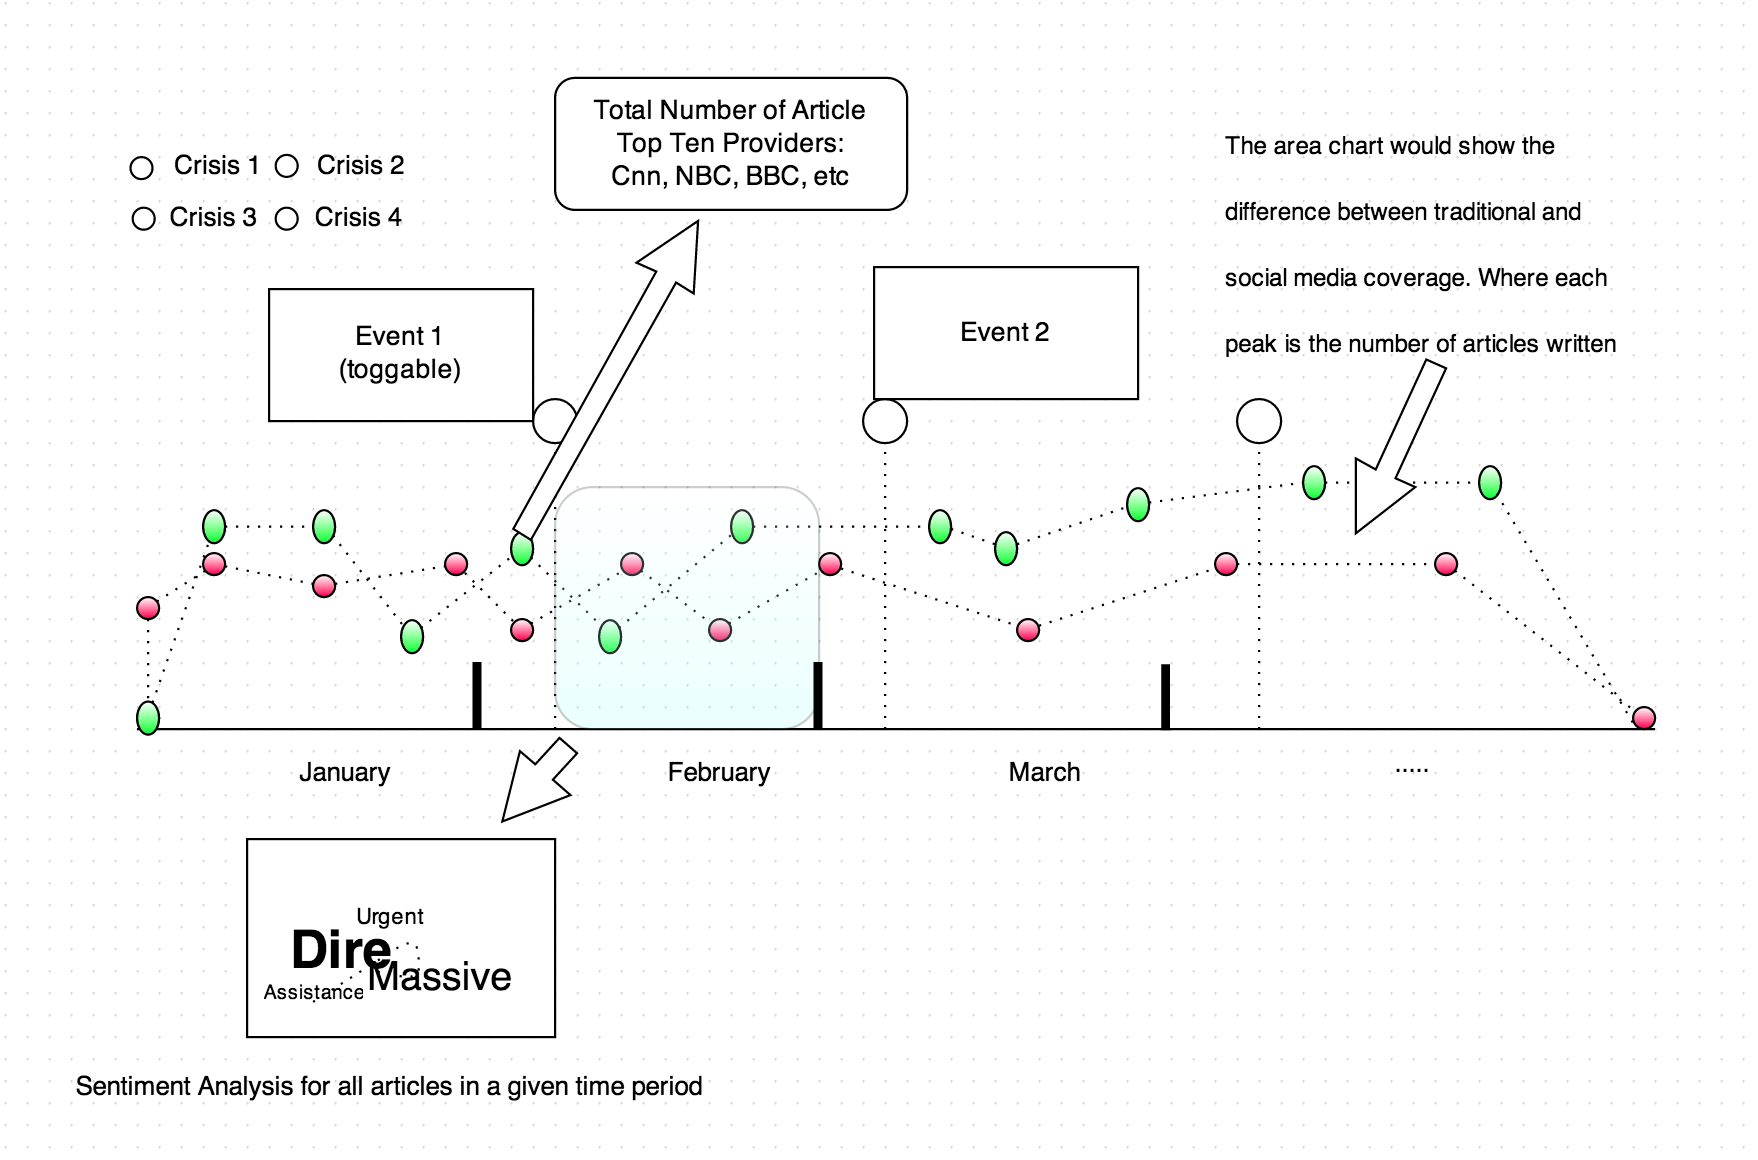 Total Number of Article
Top Ten Providers:
Cnn, NBC, BBC, etc
Crisis 1
Crisis 2
Crisis 3
Crisis 4
The area chart would show the
difference between traditional and
social media coverage. Where each
peak is the number of articles written
Event 1
(toggable)
Event 2
January
February
March
.....
Urgent
Dire
Massive
Assistance
Sentiment Analysis for all articles in a given time period